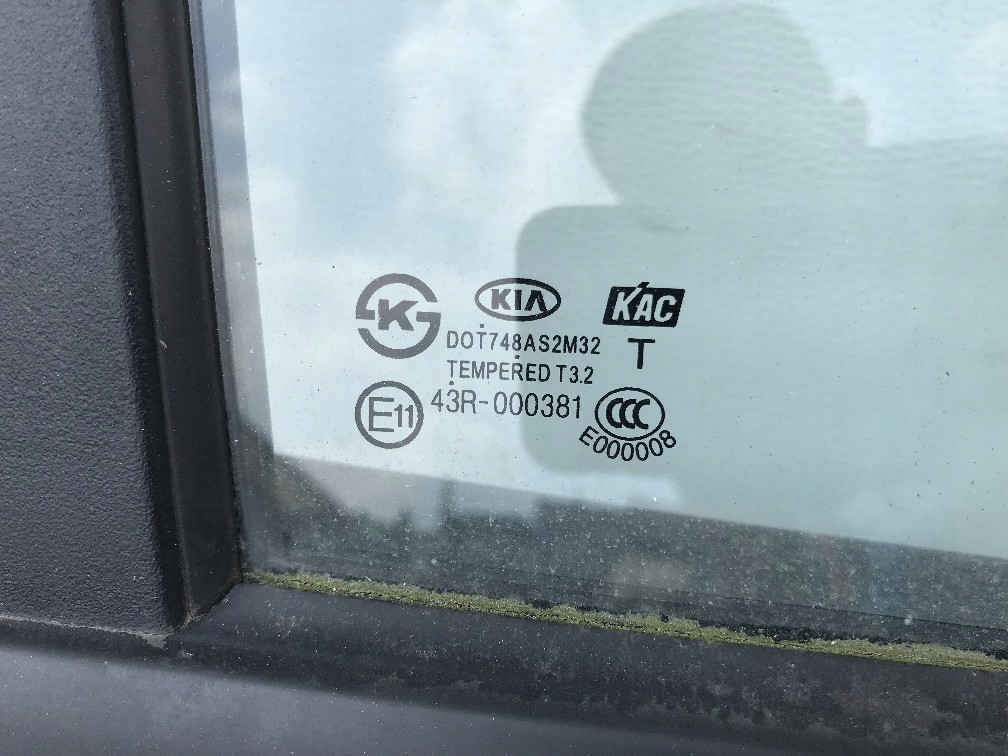 K KIA KAC
DOT748AS2M32 T
TEMPERED T3.2
E11 43R-000381 CCC
E000008